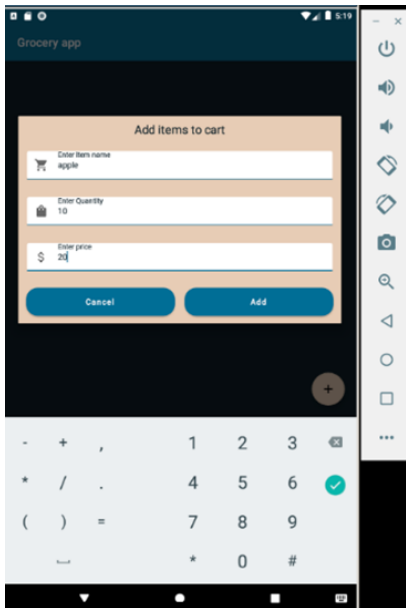 5:19
Grocery app
Add items to cart
Enter Item name
apple
Enter Quantity
10
Enter price
20
Cancel
Add
+
- + , 1 2 3
* / . 4 5 6
( ) = 7 8 9
* 0 #